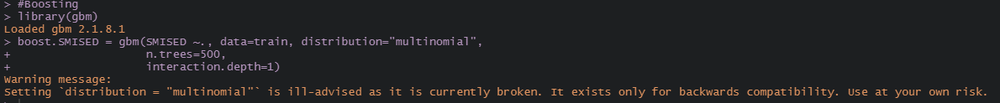 > #Boosting
> library(gbm)
Loaded gbm 2.1.8.1
> boost.SMISED = gbm(SMISED ~., data=train, distribution="multinomial",
+                    n.trees=500,
+                    interaction.depth=1)
Warning message:
Setting `distribution = "multinomial"` is ill-advised as it is currently broken. It exists only for backwards compatibility. Use at your own risk.
>